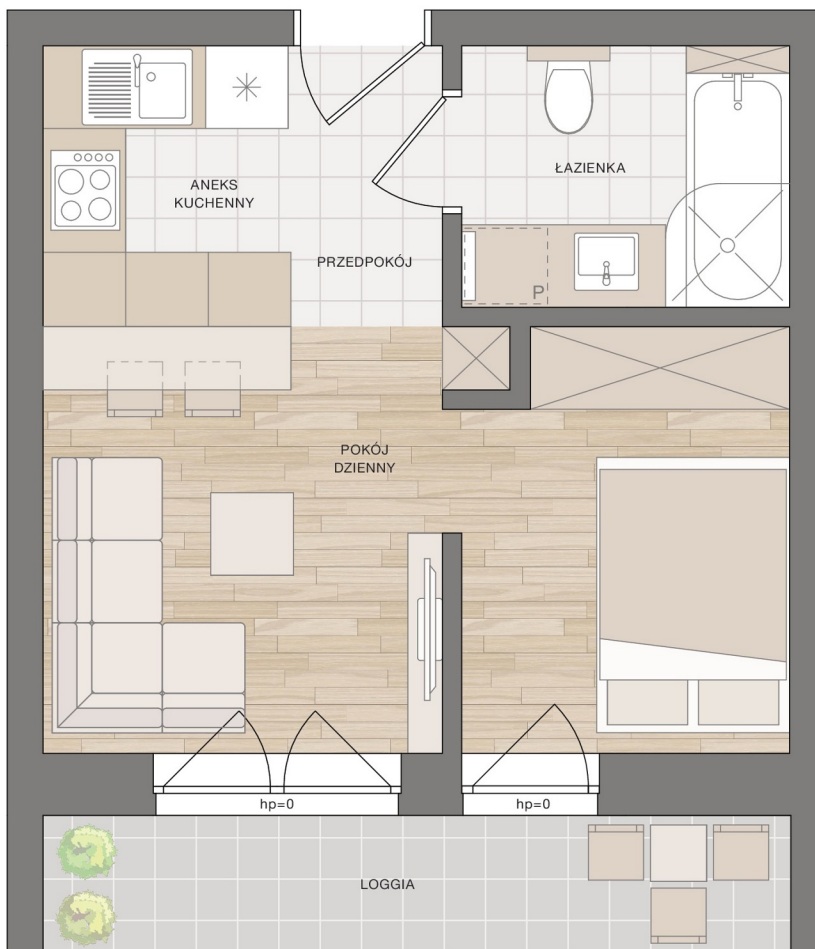 ŁAZIENKA
ANEKS
KUCHENNY
PRZEDPOKÓJ
P
POKÓJ
DZIENNY
hp=0
hp=0
LOGGIA